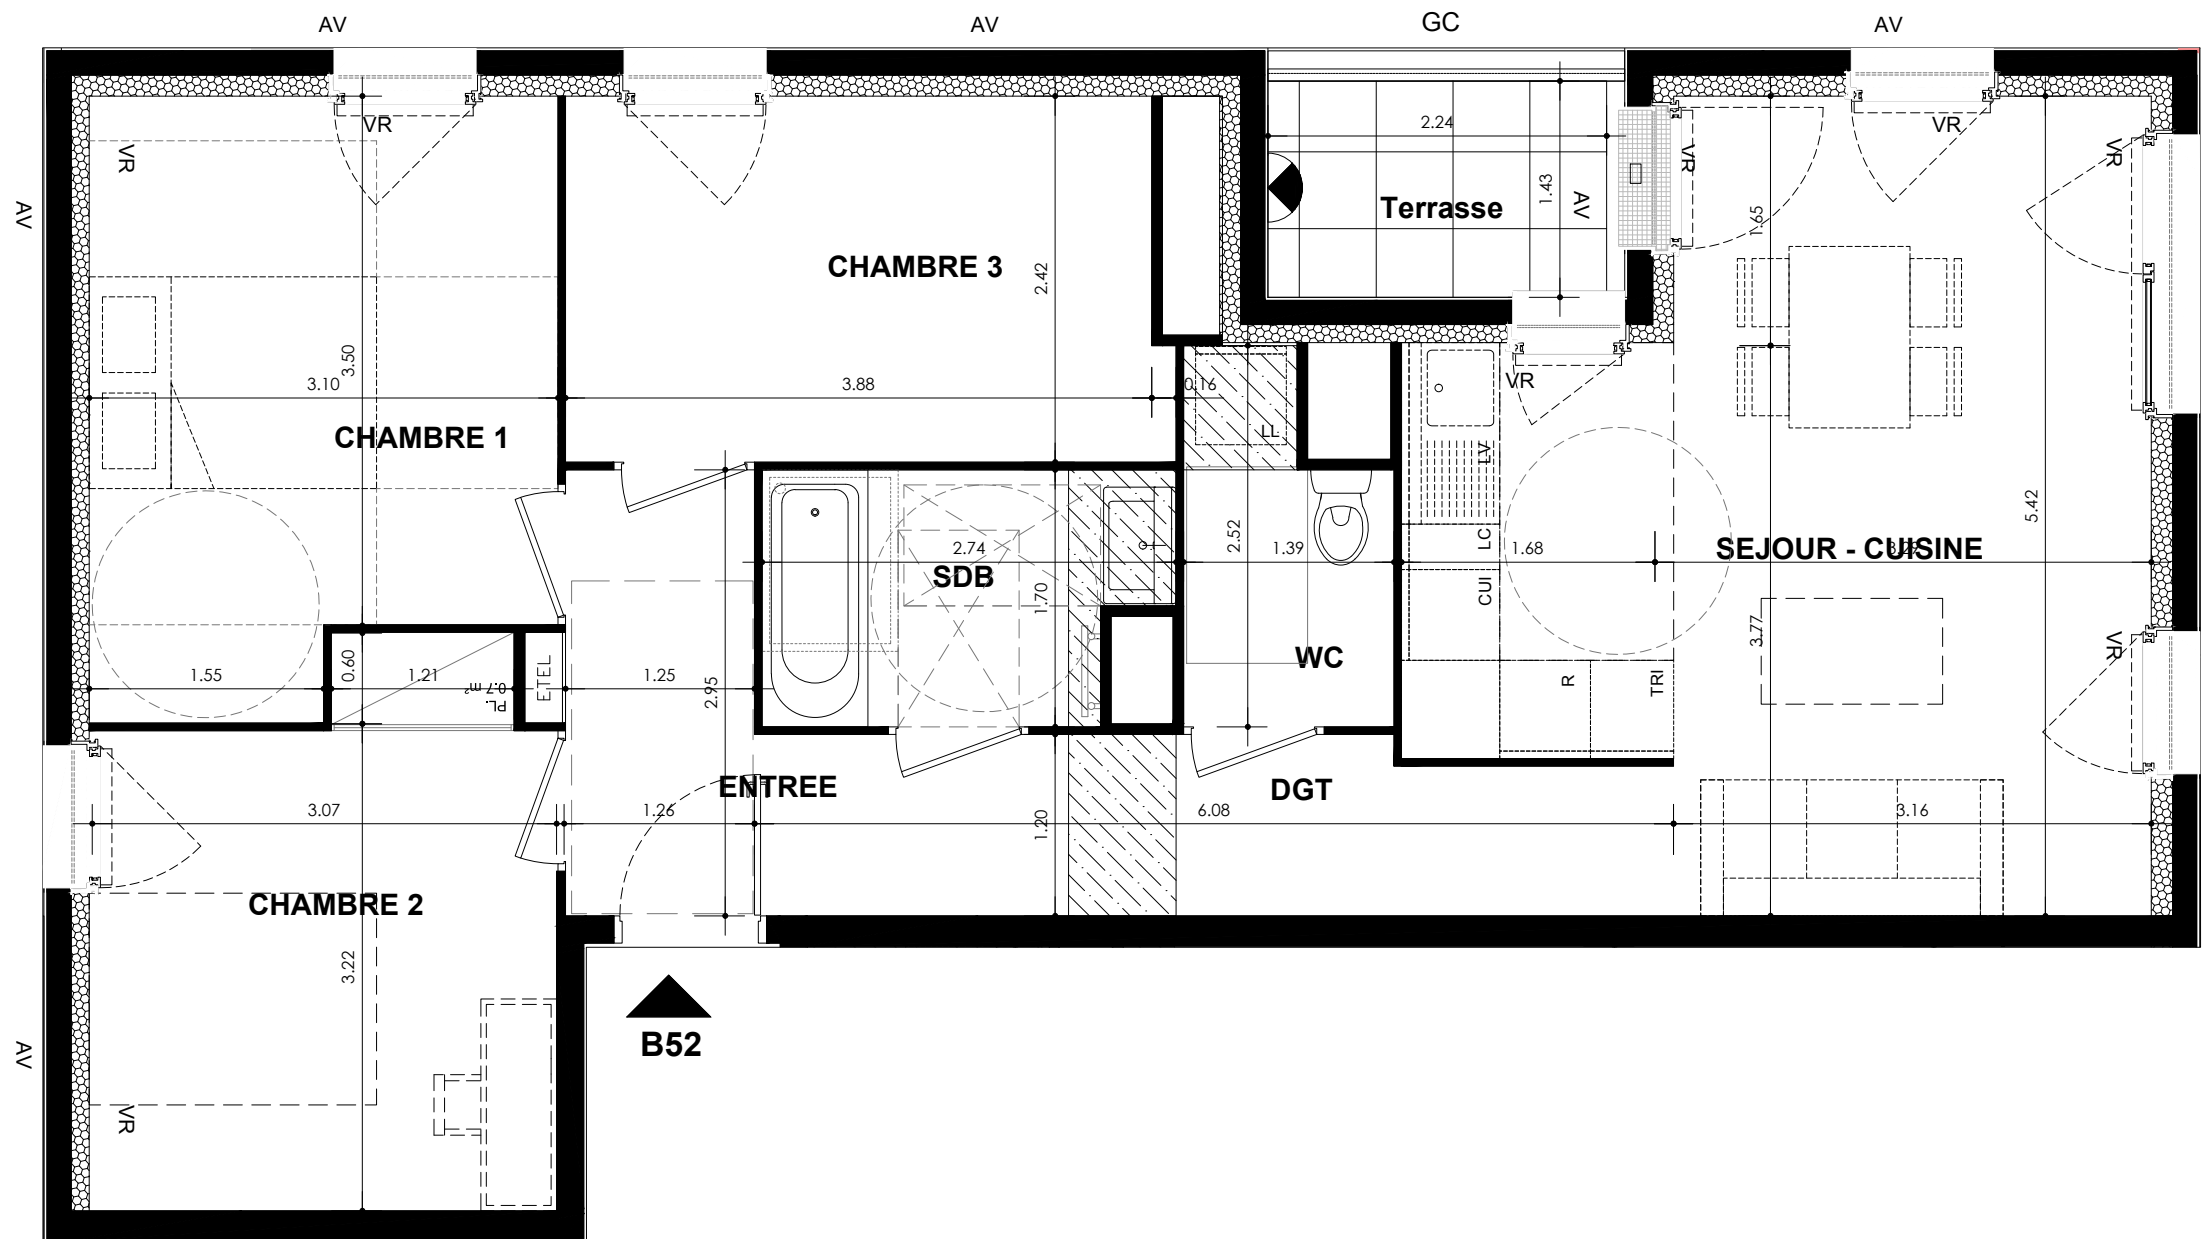 AV
AV
GC
AV
VR
VR
VR
VR
VR
AV
2.24
1.43
AV
Terrasse
1.65
CHAMBRE 3
2.42
3.50
3.10
3.88
0.16
VR
CHAMBRE 1
LL
LV
2.52
5.42
2.74
1.39
LC
1.68
SEJOUR - CUISINE
SDB
1.70
CUI
3.77
WC
VR
0.60
1.55
1.21
PL.
0.7 m²
ETEL
1.25
2.95
R
TRI
ENTREE
DGT
3.07
1.26
1.20
6.08
3.16
CHAMBRE 2
3.22
AV
B52
VR